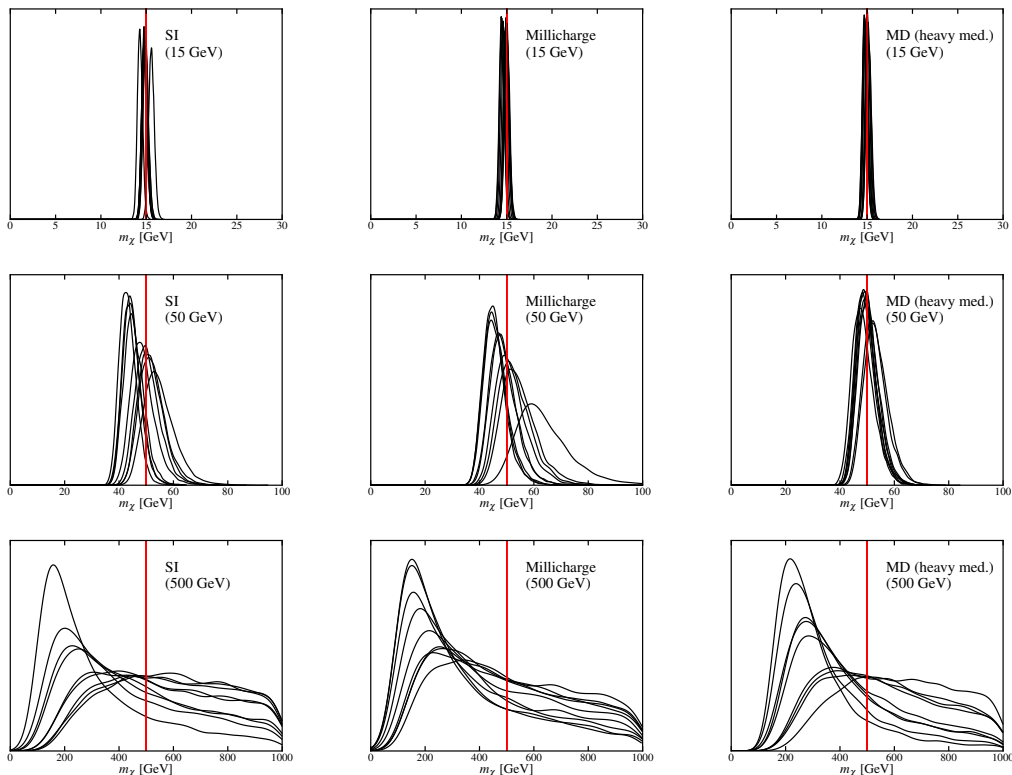 SI
(15 GeV)
0 5 10 15 20 25 30
mχ [GeV]
Millicharge
(15 GeV)
0 5 10 15 20 25 30
mχ [GeV]
MD (heavy med.)
(15 GeV)
0 5 10 15 20 25 30
mχ [GeV]
SI
(50 GeV)
0 20 40 60 80 100
mχ [GeV]
Millicharge
(50 GeV)
0 20 40 60 80 100
mχ [GeV]
MD (heavy med.)
(50 GeV)
0 20 40 60 80 100
mχ [GeV]
SI
(500 GeV)
0 200 400 600 800 1000
mχ [GeV]
Millicharge
(500 GeV)
0 200 400 600 800 1000
mχ [GeV]
MD (heavy med.)
(500 GeV)
0 200 400 600 800 1000
mχ [GeV]